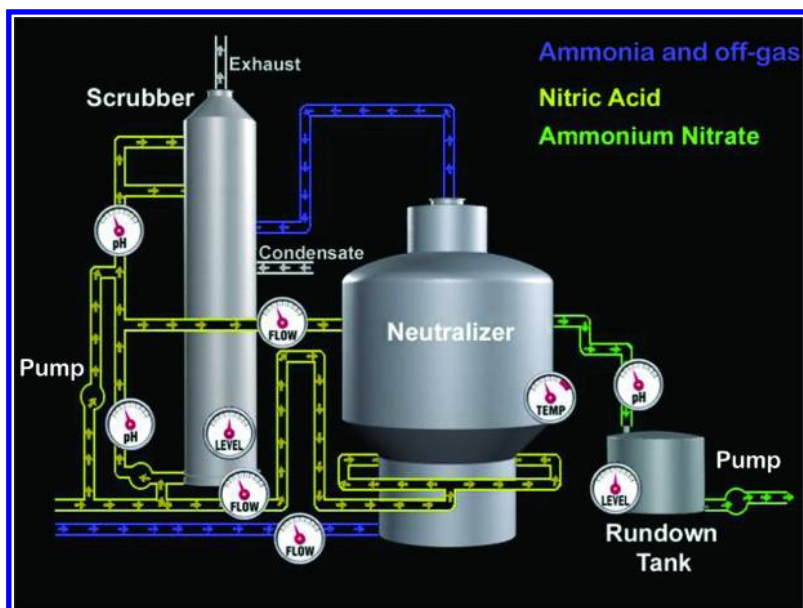 Ammonia and off-gas
Exhaust
Scrubber
Nitric Acid
Ammonium Nitrate
pH
Condensate
FLOW
Neutralizer
Pump
TEMP
pH
pH
LEVEL
Pump
FLOW
LEVEL
FLOW
Rundown
Tank